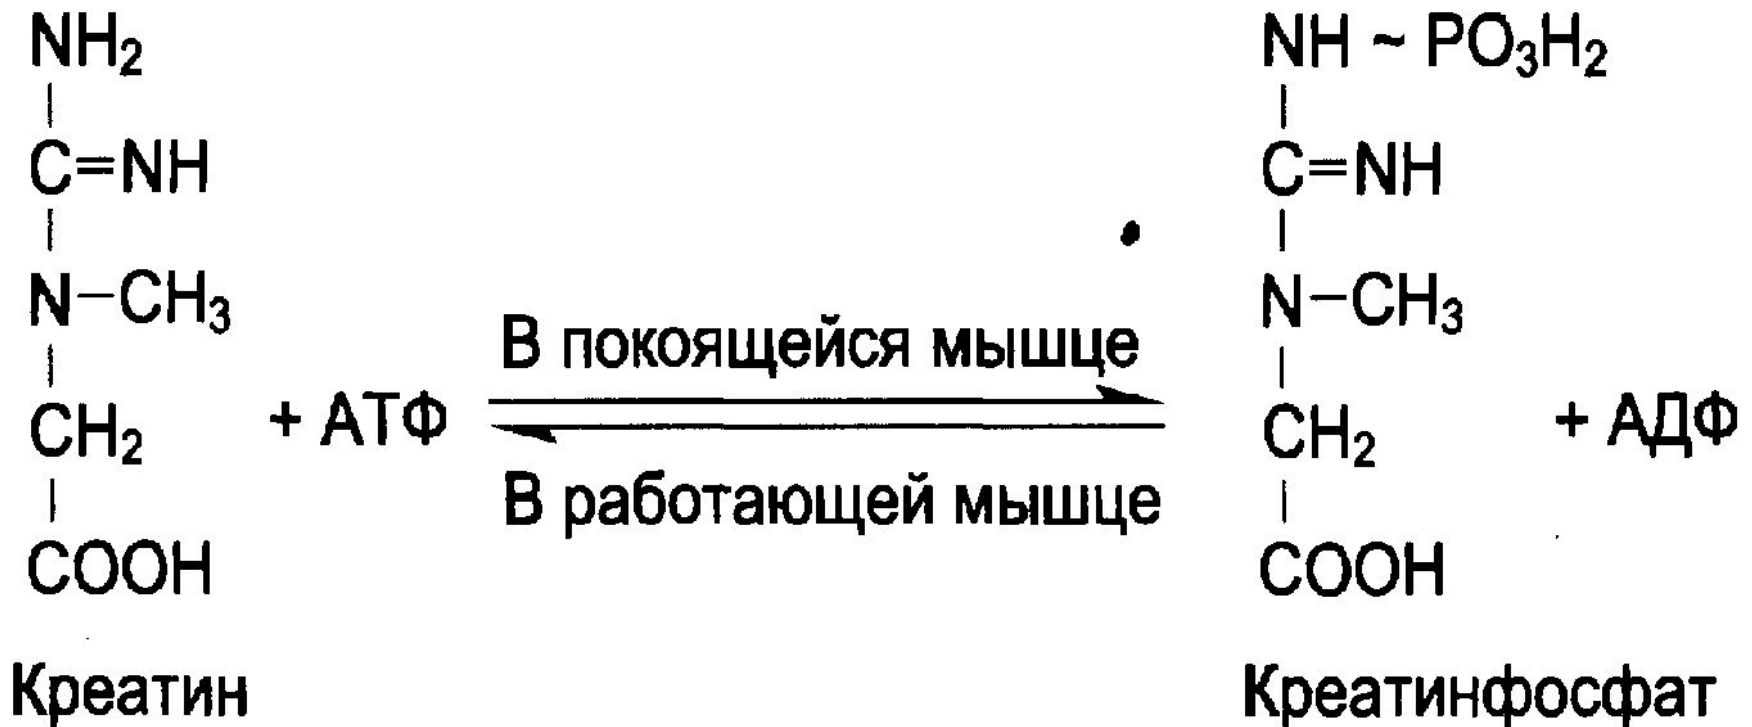 NH₂
C=NH
N–CH₃
CH₂
COOH
Креатин
+ АТФ
В покоящейся мышце
В работающей мышце
NH ~ PO₃H₂
C=NH
N–CH₃
CH₂
COOH
Креатинфосфат
+ АДФ